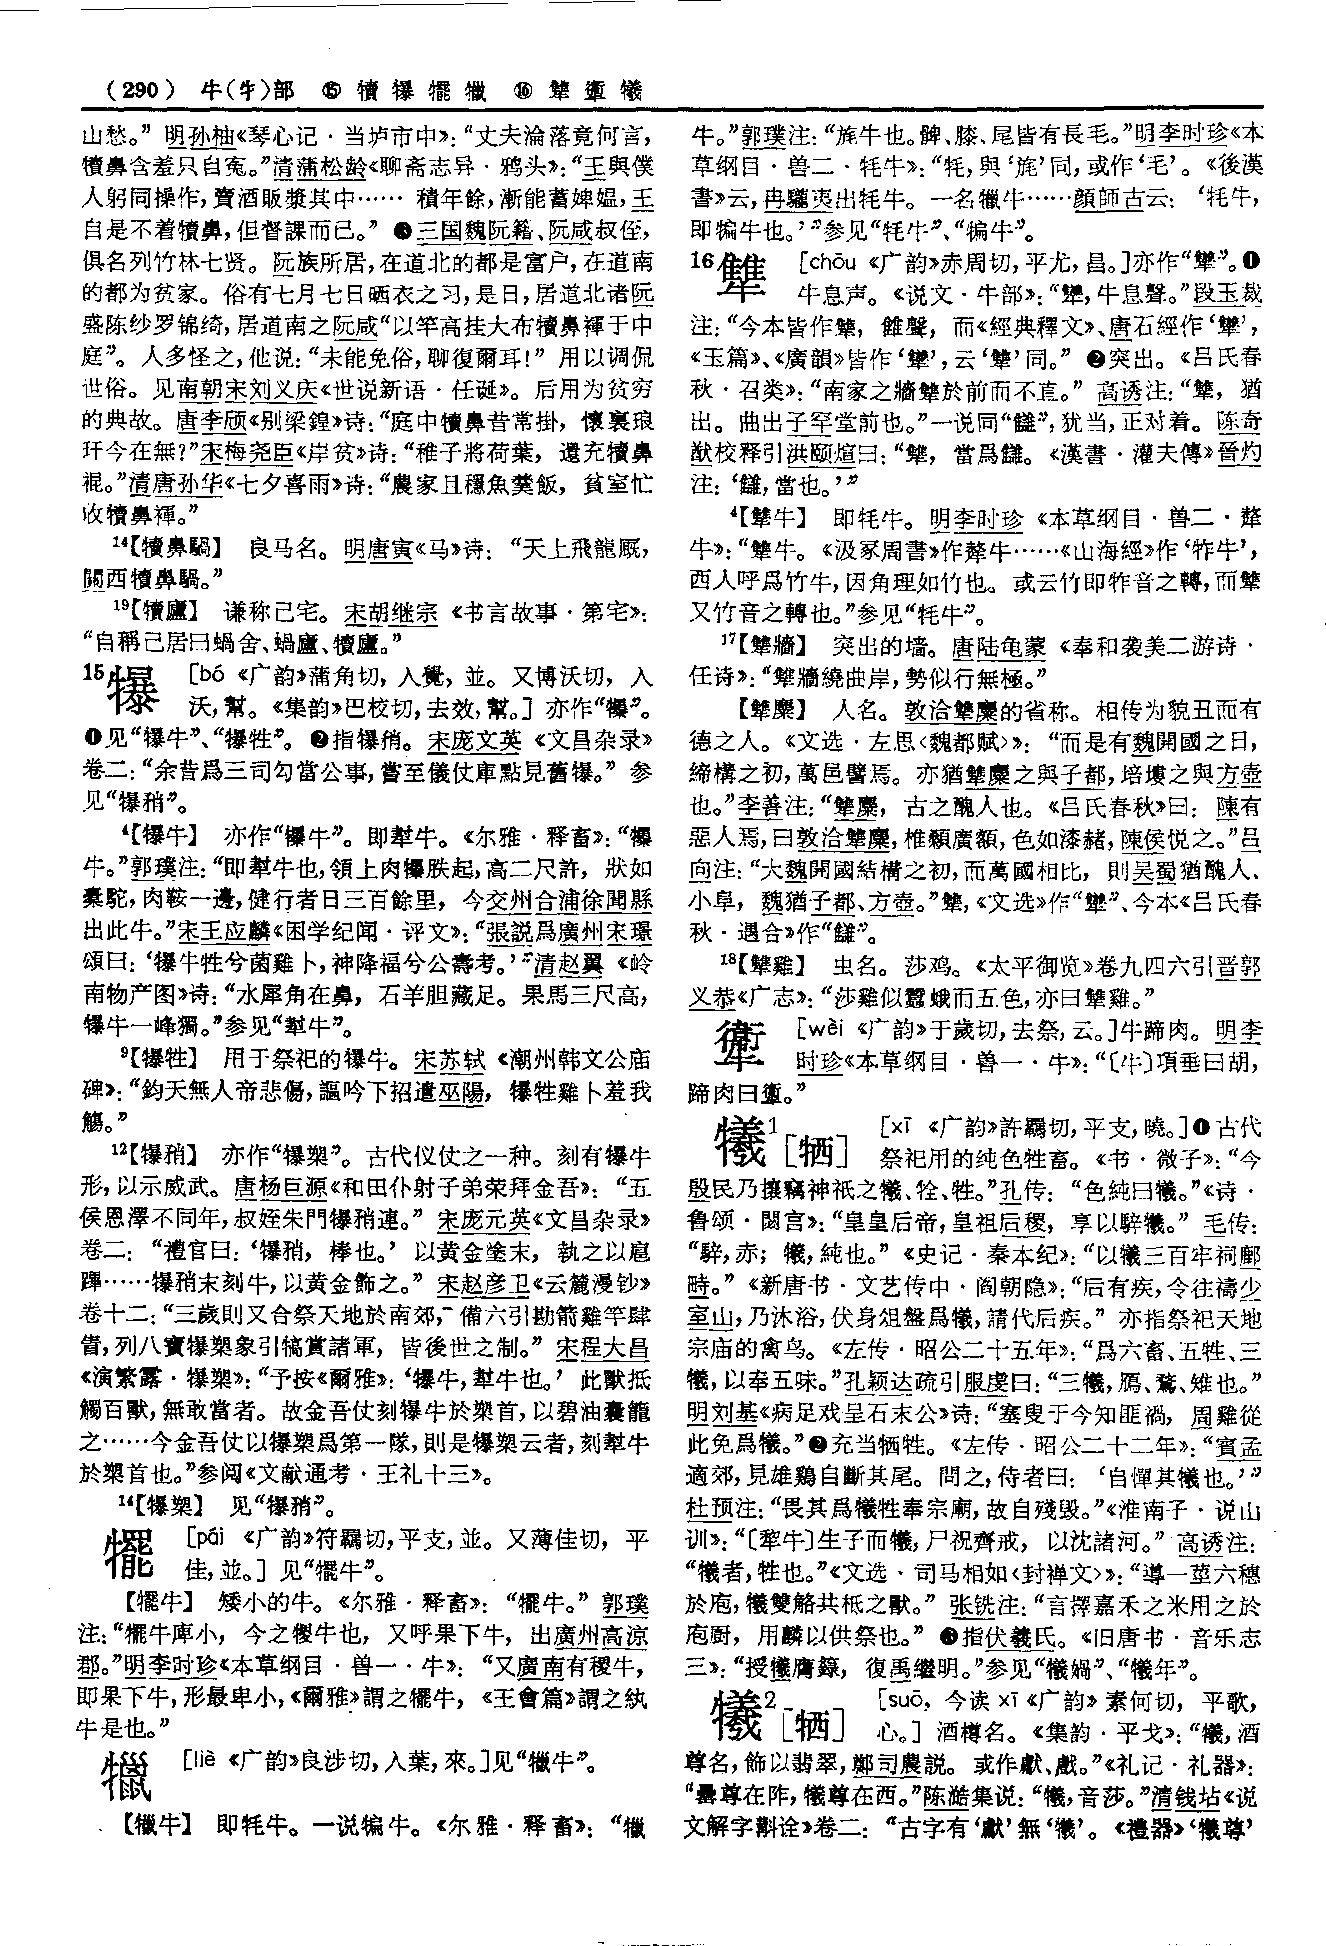 （290） 牛(牜)部 ⑮ 犢犦犤犣 ⑯ 犨䡺犧
山愁。” 明孙柚《琴心记·当垆市中》：“丈夫淪落竟何言，
犢鼻含羞只自寃。”清蒲松龄《聊斋志异·鸦头》：“王與僕
人躬同操作，賣酒販漿其中…… 積年餘，漸能蓄婢媪，王
自是不着犢鼻，但督課而已。” ❸三国魏阮籍、阮咸叔侄，
俱名列竹林七贤。阮族所居，在道北的都是富户，在道南
的都为贫家。俗有七月七日晒衣之习，是日，居道北诸阮
盛陈纱罗锦绮，居道南之阮咸“以竿高挂大布犢鼻褌于中
庭”。人多怪之，他说：“未能免俗，聊復爾耳！” 用以调侃
世俗。见南朝宋刘义庆《世说新语·任诞》。后用为贫穷
的典故。唐李颀《别梁鍠》诗：“庭中犢鼻昔常掛，懷裏琅
玕今在無？”宋梅尧臣《岸贫》诗：“稚子將荷葉，還充犢鼻
裩。”清唐孙华《七夕喜雨》诗：“農家且穩魚羹飯，貧室忙
收犢鼻褌。”
14【犢鼻騧】 良马名。明唐寅《马》诗：“天上飛龍厩，
關西犢鼻騧。”
19【犢廬】 谦称己宅。宋胡继宗《书言故事·第宅》：
“自稱己居曰蝸舍、蝸廬、犢廬。”
15犦 [bó 《广韵》蒲角切，入覺，並。又博沃切，入
沃，幫。《集韵》巴校切，去效，幫。] 亦作“犦”。
❶见“犦牛”、“犦牲”。❷指犦矟。宋庞文英《文昌杂录》
卷二：“余昔爲三司勾當公事，嘗至儀仗庫點見舊犦。” 参
见“犦矟”。
4【犦牛】 亦作“犦牛”。即犎牛。《尔雅·释畜》：“犦
牛。”郭璞注：“即犎牛也，領上肉犦胅起，高二尺許，狀如
橐駝，肉鞍一邊，健行者日三百餘里，今交州合浦徐聞縣
出此牛。”宋王应麟《困学纪闻·评文》：“張説爲廣州宋璟
頌曰：‘犦牛牲兮菌雞卜，神降福兮公壽考。’”清赵翼《岭
南物产图》诗：“水犀角在鼻，石羊胆藏足。果馬三尺高，
犦牛一峰獨。”参见“犎牛”。
9【犦牲】 用于祭祀的犦牛。宋苏轼《潮州韩文公庙
碑》：“鈞天無人帝悲傷，謳吟下招遣巫陽，犦牲雞卜羞我
觴。”
12【犦矟】 亦作“犦槊”。古代仪仗之一种。刻有犦牛
形，以示威武。唐杨巨源《和田仆射子弟荣拜金吾》：“五
侯恩澤不同年，叔姪朱門犦矟連。” 宋庞元英《文昌杂录》
卷二：“禮官曰：‘犦矟，棒也。’ 以黄金塗末，執之以扈
蹕……犦矟末刻牛，以黄金飾之。” 宋赵彦卫《云麓漫钞》
卷十二：“三歲則又合祭天地於南郊，備六引勘箭雞竿肆
眚，列八寶犦槊象引犒賞諸軍，皆後世之制。” 宋程大昌
《演繁露·犦槊》：“予按《爾雅》：‘犦牛，犎牛也。’ 此獸抵
觸百獸，無敢當者。故金吾仗刻犦牛於槊首，以碧油囊籠
之……今金吾仗以犦槊爲第一隊，則是犦槊云者，刻犎牛
於槊首也。”参阅《文献通考·王礼十三》。
14【犦槊】 见“犦矟”。
犤 [pái 《广韵》符羈切，平支，並。又薄佳切，平
佳，並。] 见“犤牛”。
【犤牛】 矮小的牛。《尔雅·释畜》：“犤牛。” 郭璞
注：“犤牛庳小，今之犑牛也，又呼果下牛，出廣州高涼
郡。”明李时珍《本草纲目·兽一·牛》：“又廣南有稷牛，
即果下牛，形最卑小，《爾雅》謂之犤牛，《王會篇》謂之紈
牛是也。”
犣 [liè 《广韵》良涉切，入葉，來。]见“犣牛”。
【犣牛】 即牦牛。一说犏牛。《尔雅·释畜》：“犣
牛。”郭璞注：“旄牛也。髀、膝、尾皆有長毛。”明李时珍《本
草纲目·兽二·牦牛》：“牦，與‘旄’同，或作‘毛’。《後漢
書》云，冉駹夷出牦牛。一名犣牛……顔師古云：‘牦牛，
即犏牛也。’”参见“牦牛”、“犏牛”。
16犨 [chōu 《广韵》赤周切，平尤，昌。]亦作“犫”。❶
牛息声。《说文·牛部》：“犫，牛息聲。”段玉裁
注：“今本皆作犨，雔聲，而《經典釋文》、唐石經作‘犫’，
《玉篇》、《廣韻》皆作‘犫’，云‘犨’同。” ❷突出。《吕氏春
秋·召类》：“南家之牆犨於前而不直。” 高诱注：“犨，猶
出。曲出子罕堂前也。”一说同“讎”，犹当，正对着。陈奇
猷校释引洪颐煊曰：“犨，當爲讎。《漢書·灌夫傳》晉灼
注：‘讎，當也。’”
4【犨牛】 即牦牛。明李时珍《本草纲目·兽二·犛
牛》：“犨牛。《汲冢周書》作犛牛……《山海經》作‘㸲牛’，
西人呼爲竹牛，因角理如竹也。或云竹即㸲音之轉，而犨
又竹音之轉也。”参见“牦牛”。
17【犨牆】 突出的墙。唐陆龟蒙《奉和袭美二游诗·
任诗》：“犨牆繞曲岸，勢似行無極。”
【犨麋】 人名。敦洽犨麋的省称。相传为貌丑而有
德之人。《文选·左思〈魏都赋〉》：“而是有魏開國之日，
締構之初，萬邑譬焉。亦猶犨麋之與子都，培塿之與方壺
也。”李善注：“犨麋，古之醜人也。《吕氏春秋》曰：陳有
惡人焉，曰敦洽犨麋，椎顙廣額，色如漆赭，陳侯悦之。”吕
向注：“大魏開國結構之初，而萬國相比，則吴蜀猶醜人、
小阜，魏猶子都、方壺。”犨，《文选》作“犫”、今本《吕氏春
秋·遇合》作“讎”。
18【犨雞】 虫名。莎鸡。《太平御览》卷九四六引晋郭
义恭《广志》：“莎雞似蠶蛾而五色，亦曰犨雞。”
[wèi 《广韵》于歲切，去祭，云。]牛蹄肉。明李
时珍《本草纲目·兽一·牛》：“〔牛〕項垂曰胡，
蹄肉曰。”
犧1 [牺] [xī 《广韵》許羈切，平支，曉。]❶古代
祭祀用的纯色牲畜。《书·微子》：“今
殷民乃攘竊神祇之犧、牷、牲。”孔传：“色純曰犧。”《诗·
鲁颂·閟宫》：“皇皇后帝，皇祖后稷，享以騂犧。” 毛传：
“騂，赤；犧，純也。” 《史记·秦本纪》：“以犧三百牢祠鄜
畤。” 《新唐书·文艺传中·阎朝隐》：“后有疾，令往禱少
室山，乃沐浴，伏身俎盤爲犧，請代后疾。” 亦指祭祀天地
宗庙的禽鸟。《左传·昭公二十五年》：“爲六畜、五牲、三
犧，以奉五味。”孔颖达疏引服虔曰：“三犧，鴈、鶩、雉也。”
明刘基《病足戏呈石末公》诗：“塞叟于今知匪禍，周雞從
此免爲犧。”❷充当牺牲。《左传·昭公二十二年》：“賓孟
適郊，見雄鷄自斷其尾。問之，侍者曰：‘自憚其犧也。’”
杜预注：“畏其爲犧牲奉宗廟，故自殘毁。”《淮南子·说山
训》：“〔犂牛〕生子而犧，尸祝齊戒，以沈諸河。” 高诱注：
“犧者，牲也。”《文选·司马相如〈封禅文〉》：“導一莖六穗
於庖，犧雙觡共柢之獸。” 张铣注：“言擇嘉禾之米用之於
庖厨，用麟以供祭也。” ❸指伏羲氏。《旧唐书·音乐志
三》：“授犧膺籙，復禹繼明。”参见“犧媧”、“犧年”。
犧2 [牺] [suō，今读xī《广韵》素何切，平歌，
心。] 酒樽名。《集韵·平戈》：“犧，酒
尊名，飾以翡翠，鄭司農説。或作獻、戲。”《礼记·礼器》：
“罍尊在阼，犧尊在西。”陈澔集说：“犧，音莎。”清钱坫《说
文解字斠诠》卷二：“古字有‘獻’無‘犧’。《禮器》‘犧尊’